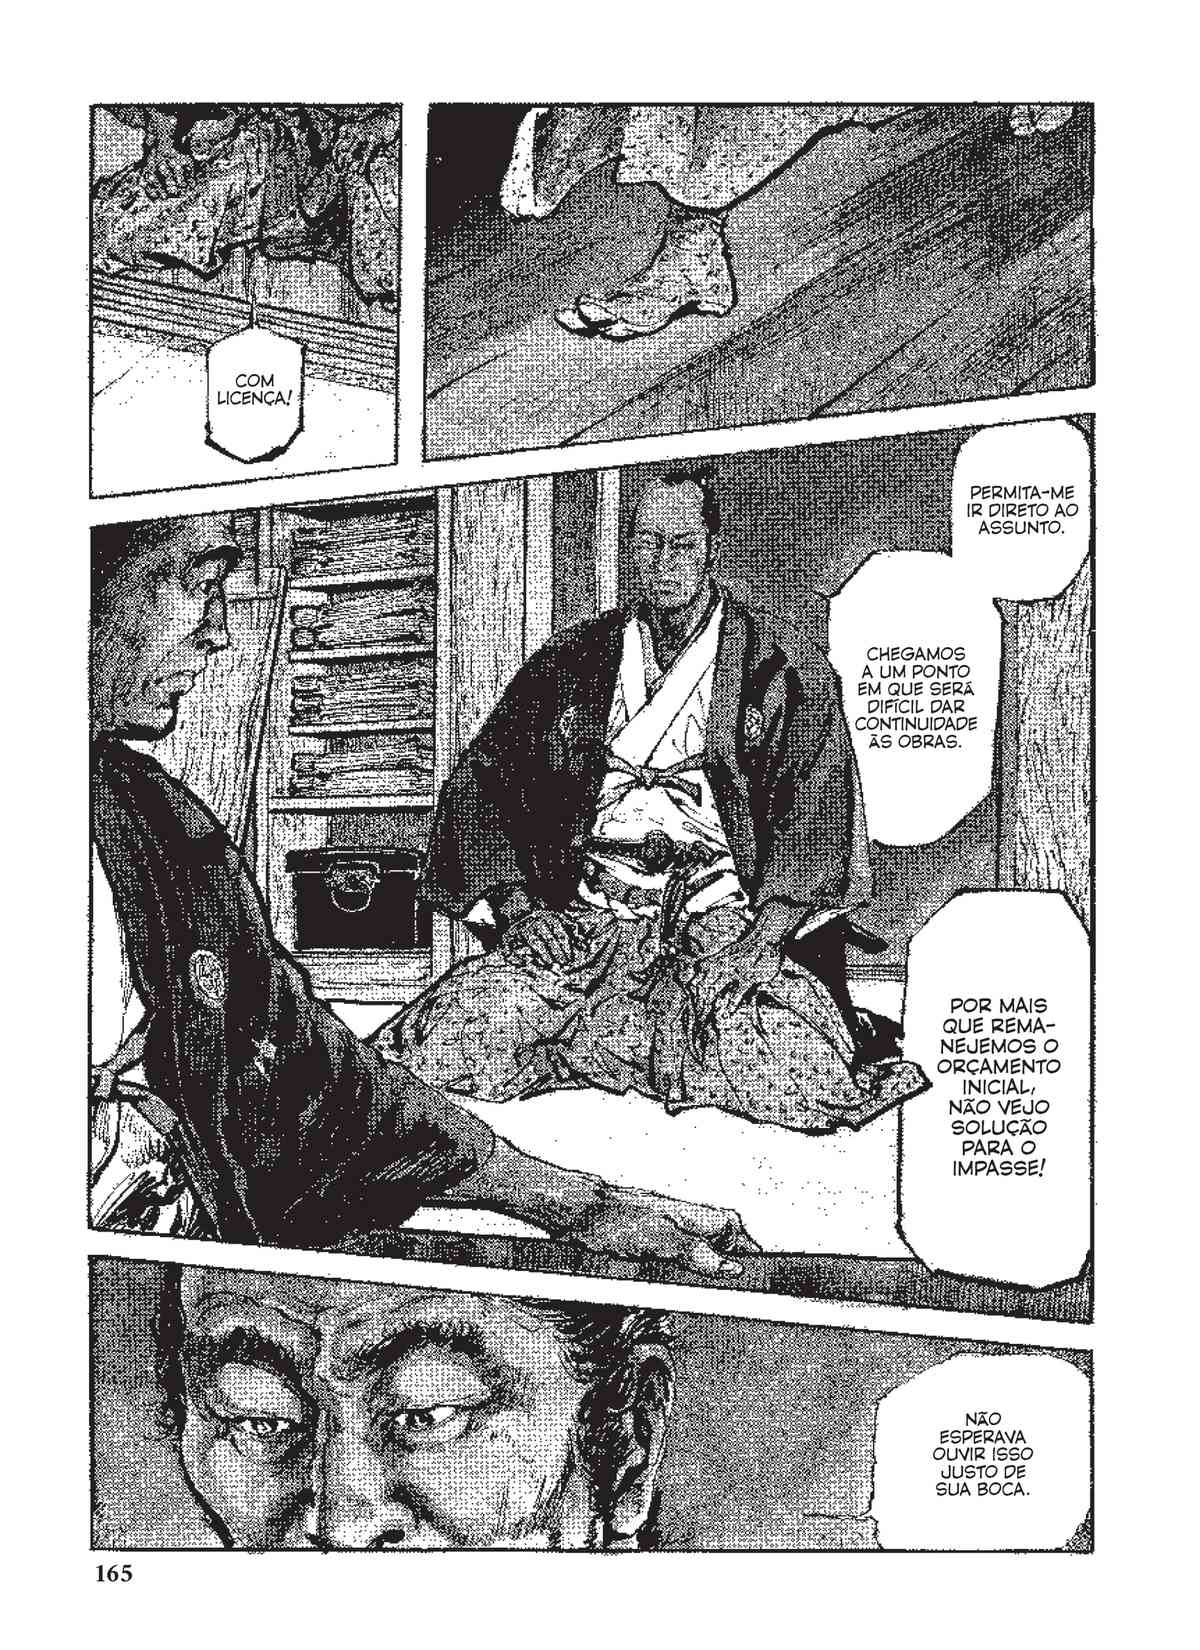 COM
LICENÇA!
PERMITA-ME
IR DIRETO AO
ASSUNTO.
CHEGAMOS
A UM PONTO
EM QUE SERÁ
DIFÍCIL DAR
CONTINUIDADE
ÀS OBRAS.
POR MAIS
QUE REMA-
NEJEMOS O
ORÇAMENTO
INICIAL,
NÃO VEJO
SOLUÇÃO
PARA O
IMPASSE!
NÃO
ESPERAVA
OUVIR ISSO
JUSTO DE
SUA BOCA.
165